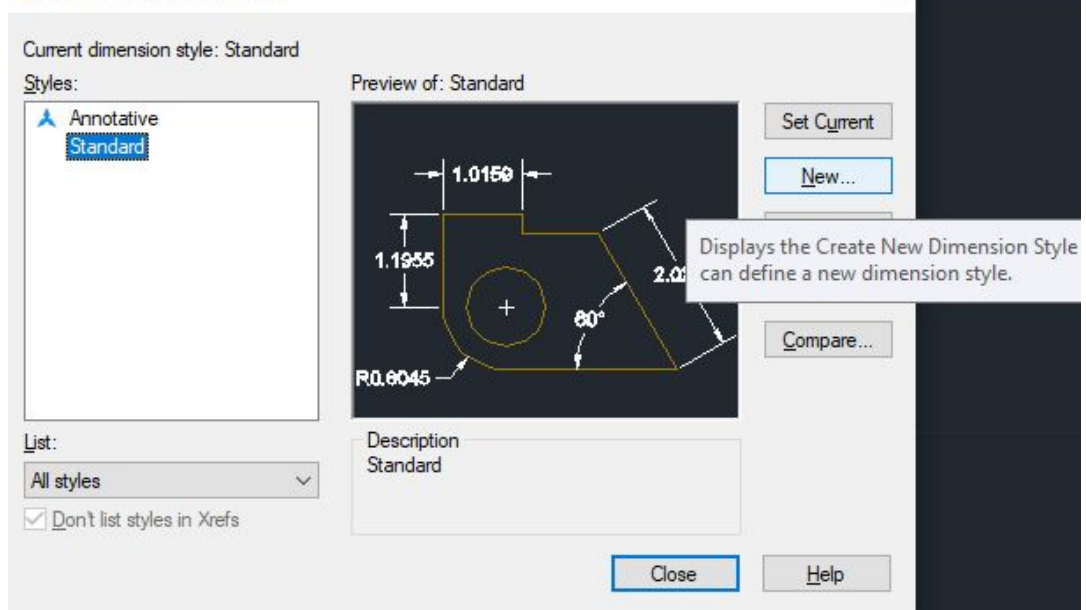 Current dimension style: Standard
Styles:
Annotative
Standard
Preview of: Standard
1.0159
1.1955
2.0
60°
R0.6045
Set Current
New...
Displays the Create New Dimension Style
can define a new dimension style.
Compare...
List:
All styles
Don't list styles in Xrefs
Description
Standard
Close
Help